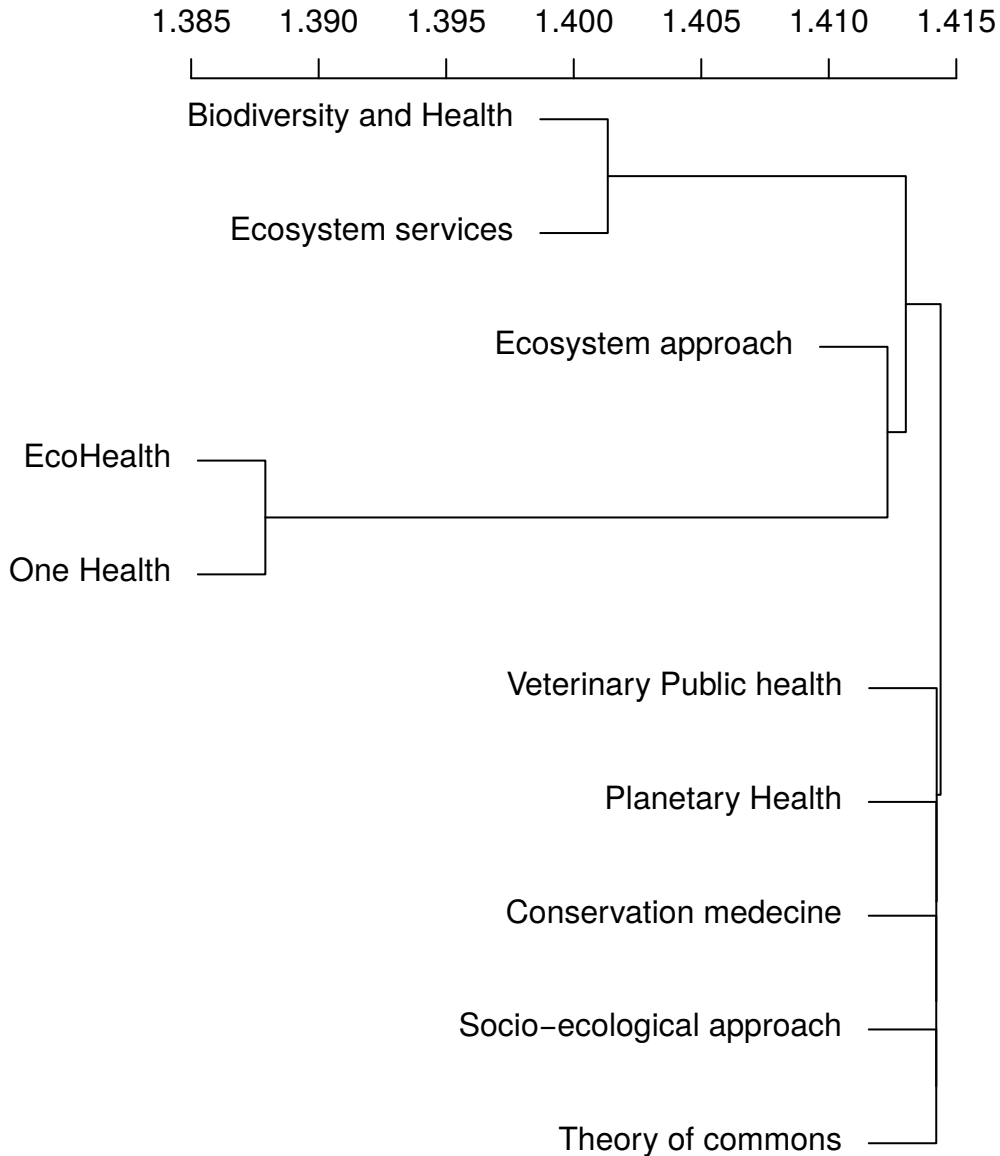 1.385 1.390 1.395 1.400 1.405 1.410 1.415
Biodiversity and Health
Ecosystem services
Ecosystem approach
EcoHealth
One Health
Veterinary Public health
Planetary Health
Conservation medecine
Socio−ecological approach
Theory of commons